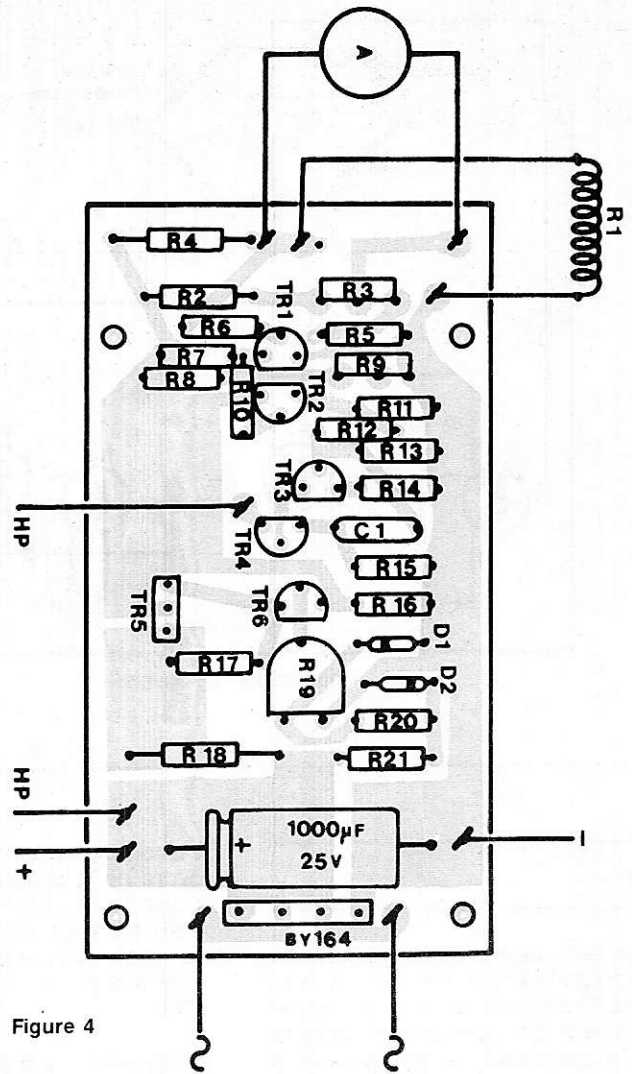 A
R1
R4
R2
R3
TR1
R6
R5
R7
R9
R8
R10
TR2
R11
R12
R13
TR3
R14
HP
TR4
C1
R15
TR5
TR6
R16
D1
R17
R19
D2
R20
R18
R21
HP
+
+
1000µF
25V
−
BY164
Figure 4
∿
∿